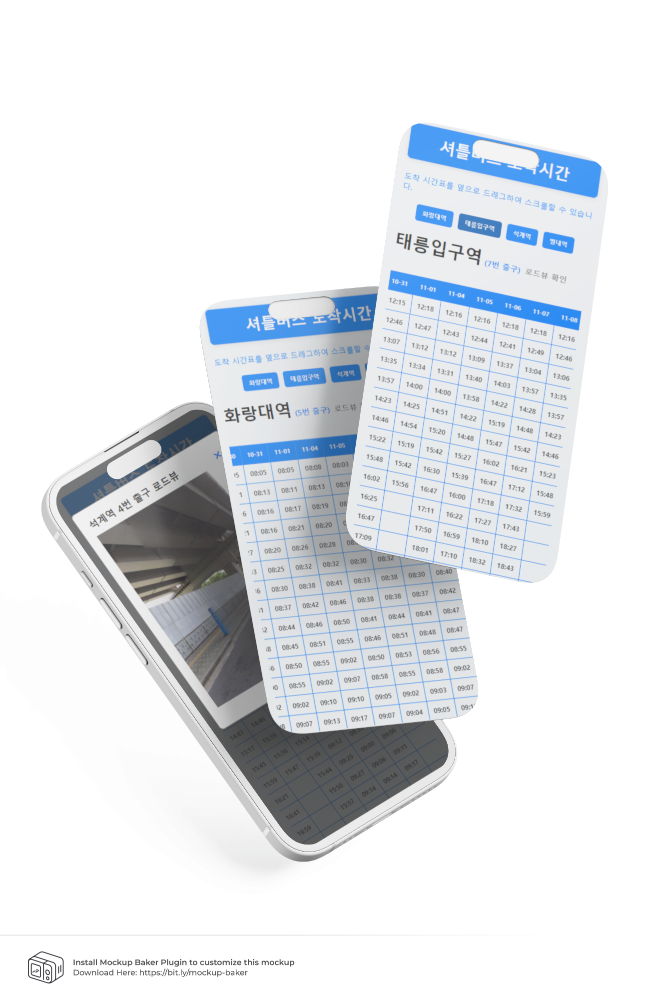 셔틀버스 도착시간
도착 시간표를 옆으로 드래그하여 스크롤할 수 있습니
다.
화랑대역 태릉입구역 석계역 별내역
태릉입구역 (7번 출구) 로드뷰 확인
10-31 11-01 11-04 11-05 11-06 11-07 11-08
12:15 12:18 12:16 12:16 12:18 12:18 12:16
12:46 12:47 12:43 12:44 12:41 12:49 12:46
13:07 13:12 13:12 13:09 13:37 13:04 13:06
13:35 13:34 13:31 13:40 14:03 13:57 13:35
13:57 14:00 14:00 13:58 14:22 14:28 13:57
14:23 14:25 14:51 14:22 15:19 14:48 14:23
14:46 14:54 15:20 14:48 15:47 15:42 14:46
15:22 15:19 15:42 15:27 16:02 16:21 15:23
15:48 15:42 16:30 15:39 16:47 17:12 15:48
16:02 15:56 16:47 16:00 17:18 17:32 15:59
16:25 17:11 16:22 17:27 17:43
16:47 17:50 16:59 18:10 18:27
17:09 18:01 17:10 18:32 18:43
셔틀버스 도착시간
도착 시간표를 옆으로 드래그하여 스크롤할 수
화랑대역 태릉입구역 석계역
화랑대역 (5번 출구) 로드뷰
10-31 11-01 11-04 11-05
08:05 08:05 08:08 08:03
08:13 08:11 08:13
08:16 08:17 08:19
08:16 08:21 08:20
08:20 08:26 08:28
08:25 08:32 08:32 08:30 08:30
08:30 08:38 08:41 08:33 08:34 08:30 08:40
08:37 08:42 08:46 08:38 08:38 08:37 08:42
08:44 08:46 08:50 08:45 08:44 08:42 08:47
08:45 08:51 08:55 08:46 08:51 08:48 08:47
08:50 08:55 09:02 08:50 08:53 08:56 08:55
08:55 09:02 09:07 08:58 08:55 08:58 09:02
09:02 09:10 09:10 09:05 09:02 09:03 09:07
09:07 09:13 09:17 09:07 09:04 09:05
석계역 4번 출구 로드뷰
Install Mockup Baker Plugin to customize this mockup
Download Here: https://bit.ly/mockup-baker